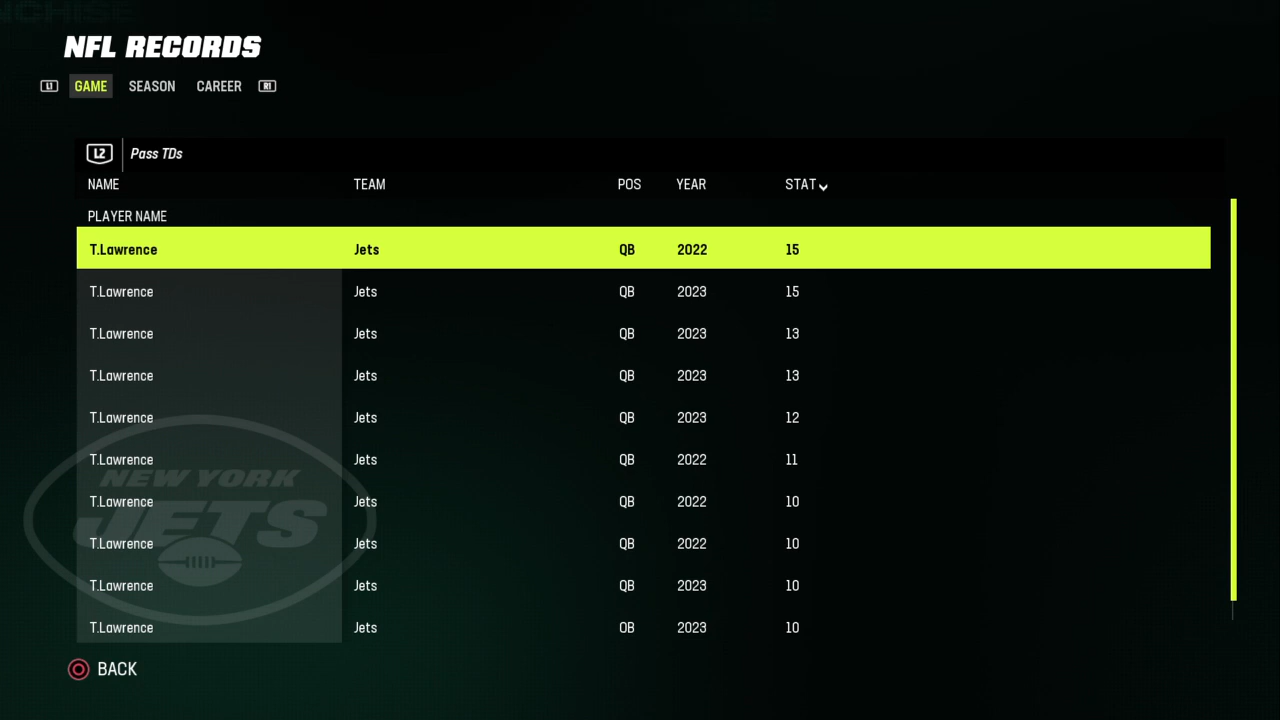 NFL RECORDS
L1 GAME SEASON CAREER R1
L2 Pass TDs
NAME TEAM POS YEAR STAT
PLAYER NAME
T.Lawrence Jets QB 2022 15
T.Lawrence Jets QB 2023 15
T.Lawrence Jets QB 2023 13
T.Lawrence Jets QB 2023 13
T.Lawrence Jets QB 2023 12
T.Lawrence Jets QB 2022 11
T.Lawrence Jets QB 2022 10
T.Lawrence Jets QB 2022 10
T.Lawrence Jets QB 2023 10
T.Lawrence Jets QB 2023 10
NEW YORK
JETS
BACK